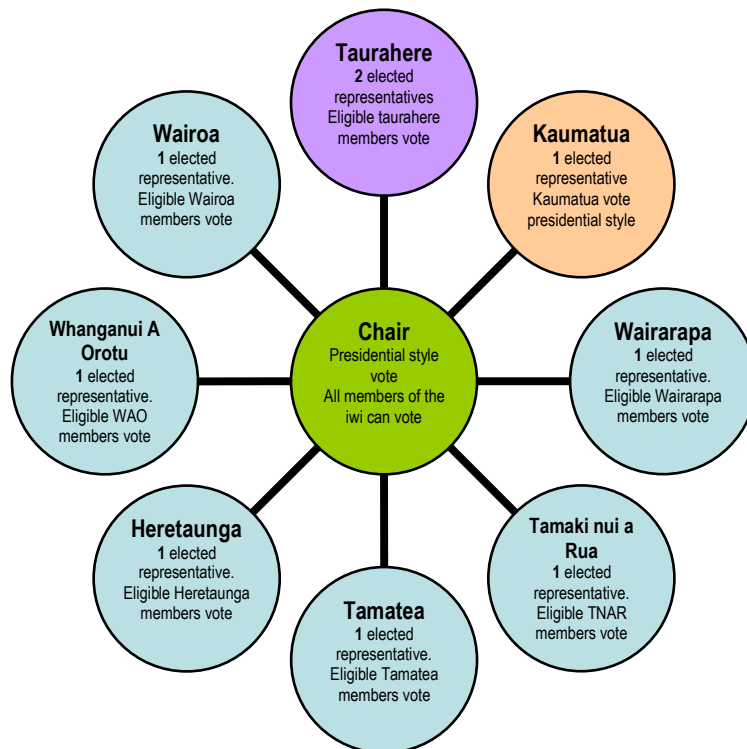 Taurahere
2 elected
representatives
Eligible taurahere
members vote
Wairoa
1 elected
representative.
Eligible Wairoa
members vote
Kaumatua
1 elected
representative
Kaumatua vote
presidential style
Whanganui A
Orotu
1 elected
representative.
Eligible WAO
members vote
Chair
Presidential style
vote
All members of the
iwi can vote
Wairarapa
1 elected
representative.
Eligible Wairarapa
members vote
Heretaunga
1 elected
representative.
Eligible Heretaunga
members vote
Tamatea
1 elected
representative.
Eligible Tamatea
members vote
Tamaki nui a
Rua
1 elected
representative.
Eligible TNAR
members vote